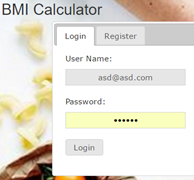 BMI Calculator
Login Register
User Name:
asd@asd.com
Password:
••••••
Login